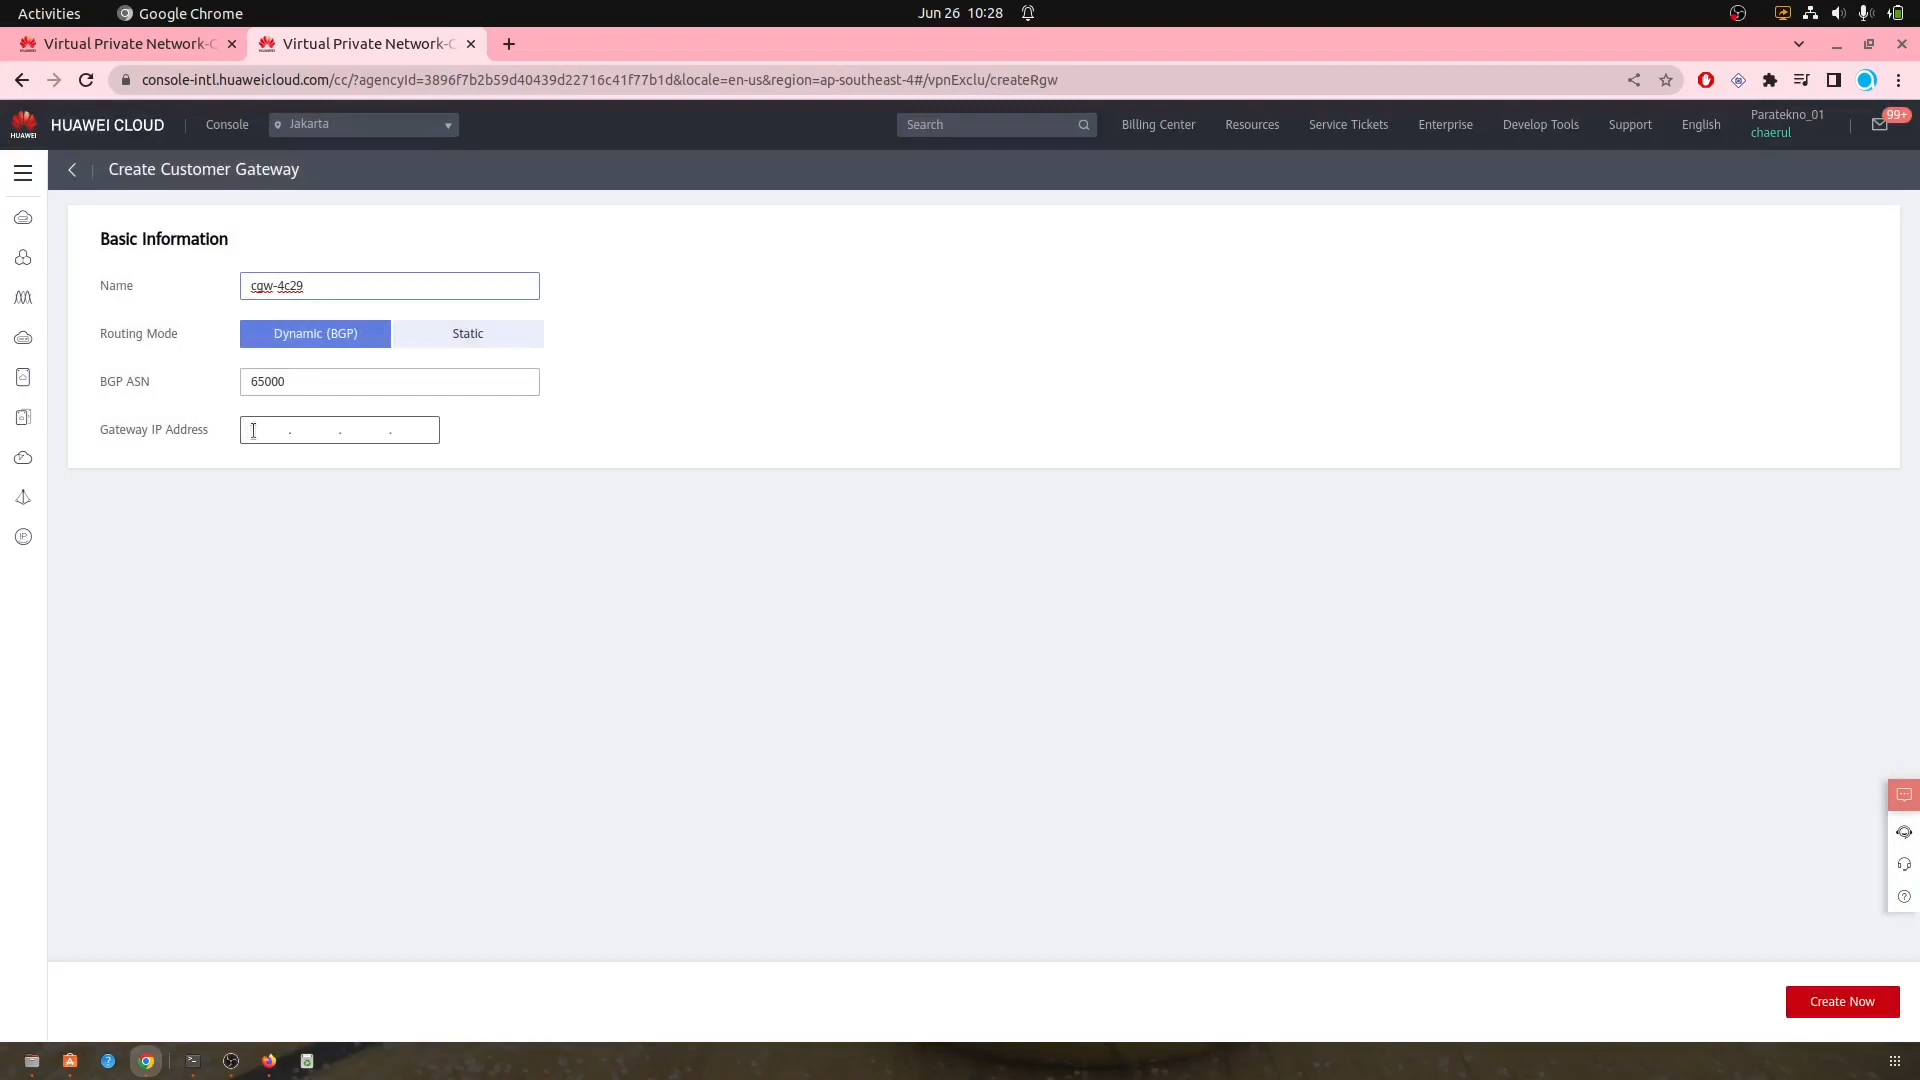 Activities
Google Chrome
Jun 26 10:28
Virtual Private Network-C
Virtual Private Network-C
console-intl.huaweicloud.com/cc/?agencyId=3896f7b2b59d40439d22716c41f77b1d&locale=en-us&region=ap-southeast-4#/vpnExclu/createRgw
HUAWEI
HUAWEI CLOUD
Console
Jakarta
Search
Billing Center
Resources
Service Tickets
Enterprise
Develop Tools
Support
English
Paratekno_01
chaerul
99+
Create Customer Gateway
Basic Information
Name
cgw-4c29
Routing Mode
Dynamic (BGP)
Static
BGP ASN
65000
Gateway IP Address
. . .
IP
Create Now